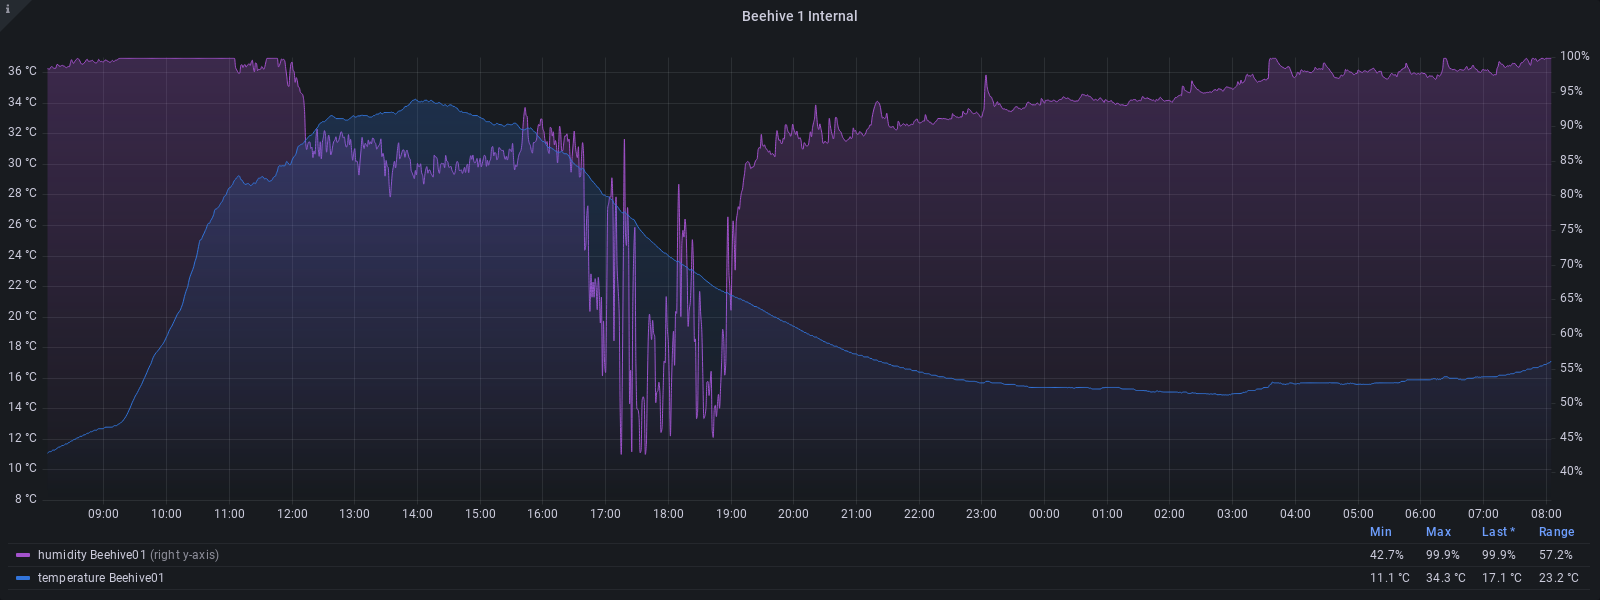 i
Beehive 1 Internal
36 °C
34 °C
32 °C
30 °C
28 °C
26 °C
24 °C
22 °C
20 °C
18 °C
16 °C
14 °C
12 °C
10 °C
8 °C
100%
95%
90%
85%
80%
75%
70%
65%
60%
55%
50%
45%
40%
09:00 10:00 11:00 12:00 13:00 14:00 15:00 16:00 17:00 18:00 19:00 20:00 21:00 22:00 23:00 00:00 01:00 02:00 03:00 04:00 05:00 06:00 07:00 08:00
Min Max Last * Range
humidity Beehive01 (right y-axis) 42.7% 99.9% 99.9% 57.2%
temperature Beehive01 11.1 °C 34.3 °C 17.1 °C 23.2 °C